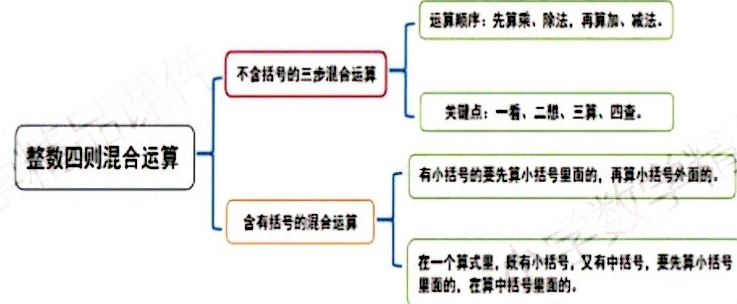 运算顺序：先算乘、除法，再算加、减法。
不含括号的三步混合运算
关键点：一看、二想、三算、四查。
整数四则混合运算
有小括号的要先算小括号里面的，再算小括号外面的。
含有括号的混合运算
在一个算式里，既有小括号，又有中括号，要先算小括号
里面的，在算中括号里面的。